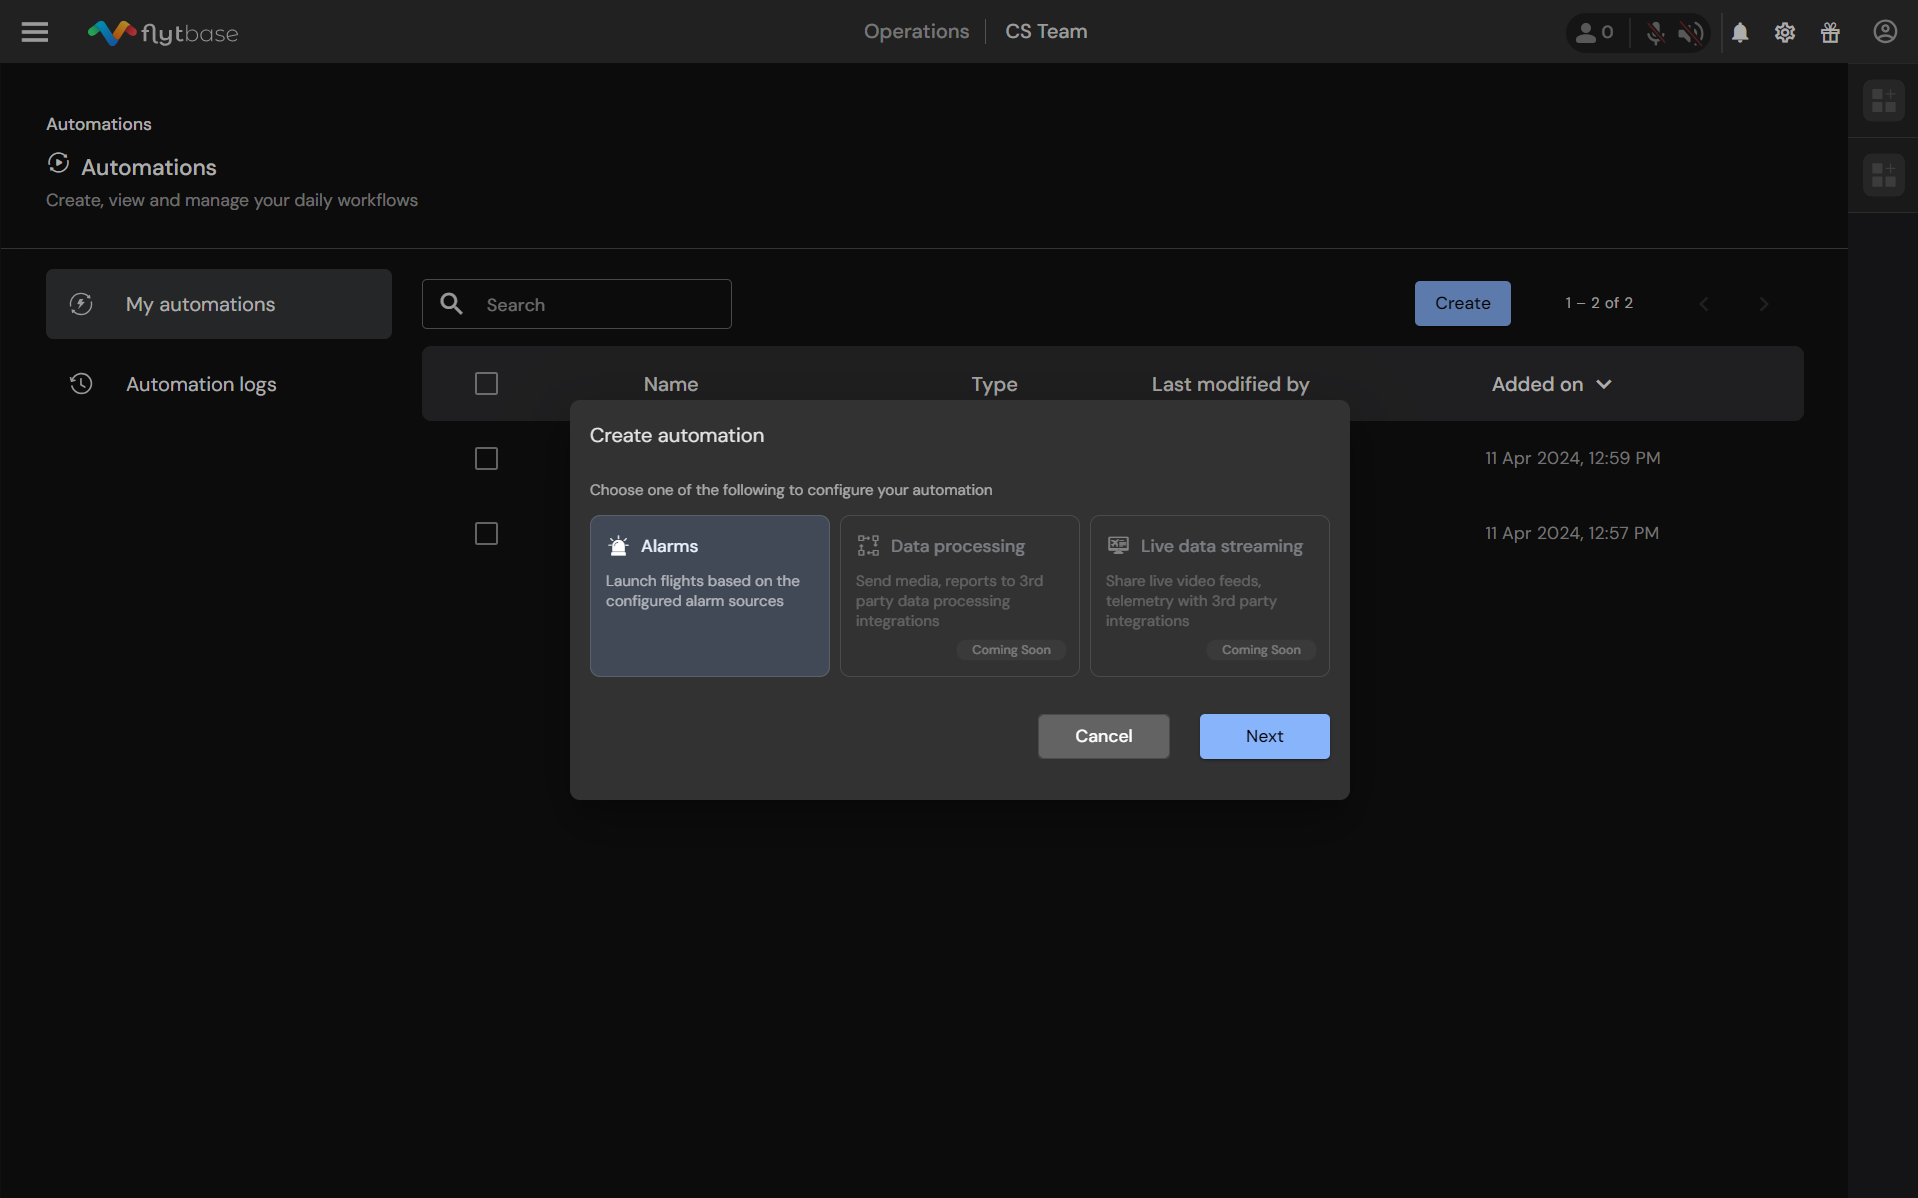 flytbase
Operations
CS Team
0
Automations
Automations
Create, view and manage your daily workflows
My automations
Automation logs
Search
Create
1 – 2 of 2
Name
Type
Last modified by
Added on
11 Apr 2024, 12:59 PM
11 Apr 2024, 12:57 PM
Create automation
Choose one of the following to configure your automation
Alarms
Launch flights based on the
configured alarm sources
Data processing
Send media, reports to 3rd
party data processing
integrations
Coming Soon
Live data streaming
Share live video feeds,
telemetry with 3rd party
integrations
Coming Soon
Cancel
Next